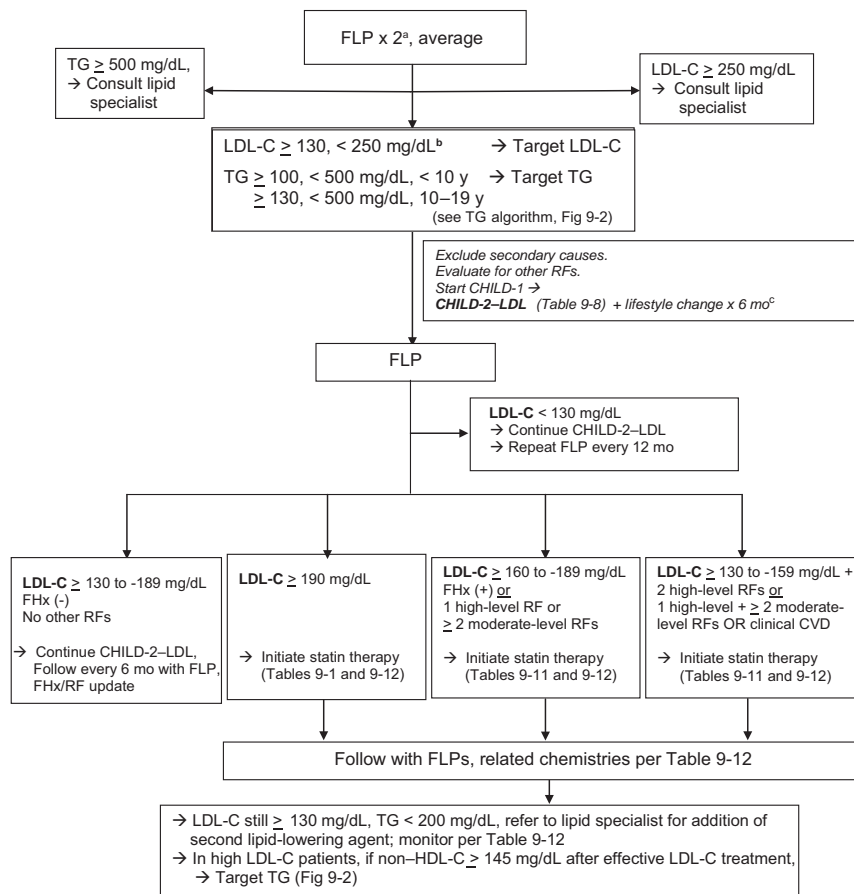 FLP x 2ᵃ, average
TG ≥ 500 mg/dL,
→ Consult lipid
specialist
LDL-C ≥ 250 mg/dL
→ Consult lipid
specialist
LDL-C ≥ 130, < 250 mg/dLᵇ → Target LDL-C
TG ≥ 100, < 500 mg/dL, < 10 y → Target TG
≥ 130, < 500 mg/dL, 10–19 y
(see TG algorithm, Fig 9-2)
Exclude secondary causes.
Evaluate for other RFs.
Start CHILD-1 →
CHILD-2–LDL (Table 9-8) + lifestyle change x 6 moᶜ
FLP
LDL-C < 130 mg/dL
→ Continue CHILD-2–LDL
→ Repeat FLP every 12 mo
LDL-C ≥ 130 to -189 mg/dL
FHx (-)
No other RFs
→ Continue CHILD-2–LDL,
Follow every 6 mo with FLP,
FHx/RF update
LDL-C ≥ 190 mg/dL
→ Initiate statin therapy
(Tables 9-1 and 9-12)
LDL-C ≥ 160 to -189 mg/dL
FHx (+) or
1 high-level RF or
≥ 2 moderate-level RFs
→ Initiate statin therapy
(Tables 9-11 and 9-12)
LDL-C ≥ 130 to -159 mg/dL +
2 high-level RFs or
1 high-level + ≥ 2 moderate-
level RFs OR clinical CVD
→ Initiate statin therapy
(Tables 9-11 and 9-12)
Follow with FLPs, related chemistries per Table 9-12
→ LDL-C still ≥ 130 mg/dL, TG < 200 mg/dL, refer to lipid specialist for addition of
second lipid-lowering agent; monitor per Table 9-12
→ In high LDL-C patients, if non–HDL-C ≥ 145 mg/dL after effective LDL-C treatment,
→ Target TG (Fig 9-2)